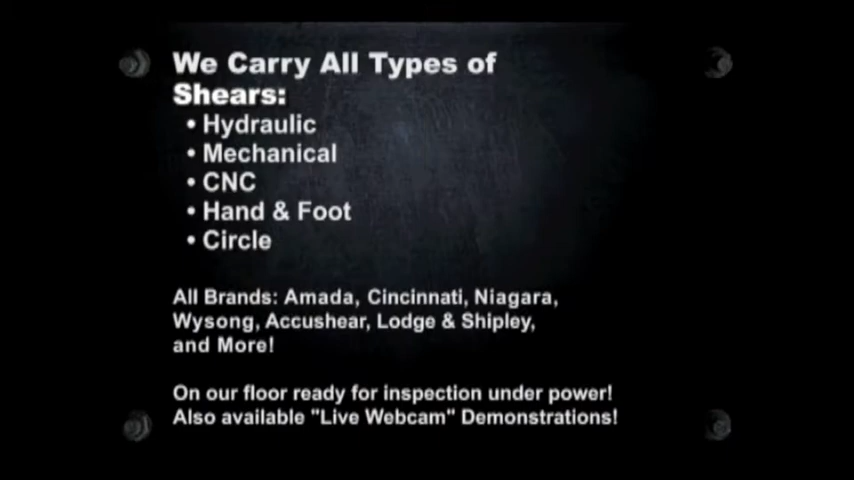 We Carry All Types of
Shears:
• Hydraulic
• Mechanical
• CNC
• Hand & Foot
• Circle
All Brands: Amada, Cincinnati, Niagara,
Wysong, Accushear, Lodge & Shipley,
and More!
On our floor ready for inspection under power!
Also available "Live Webcam" Demonstrations!